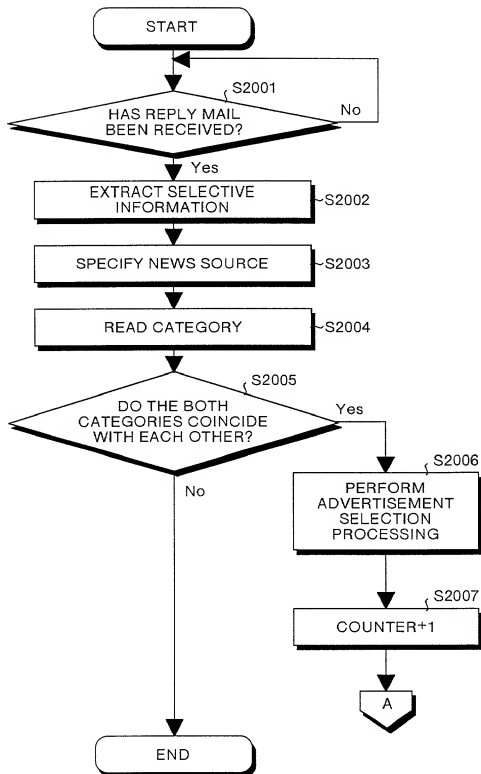 START
S2001
HAS REPLY MAIL
BEEN RECEIVED?
No
Yes
EXTRACT SELECTIVE
INFORMATION
S2002
SPECIFY NEWS SOURCE
S2003
READ CATEGORY
S2004
S2005
DO THE BOTH
CATEGORIES COINCIDE
WITH EACH OTHER?
Yes
No
S2006
PERFORM
ADVERTISEMENT
SELECTION
PROCESSING
S2007
COUNTER+1
A
END